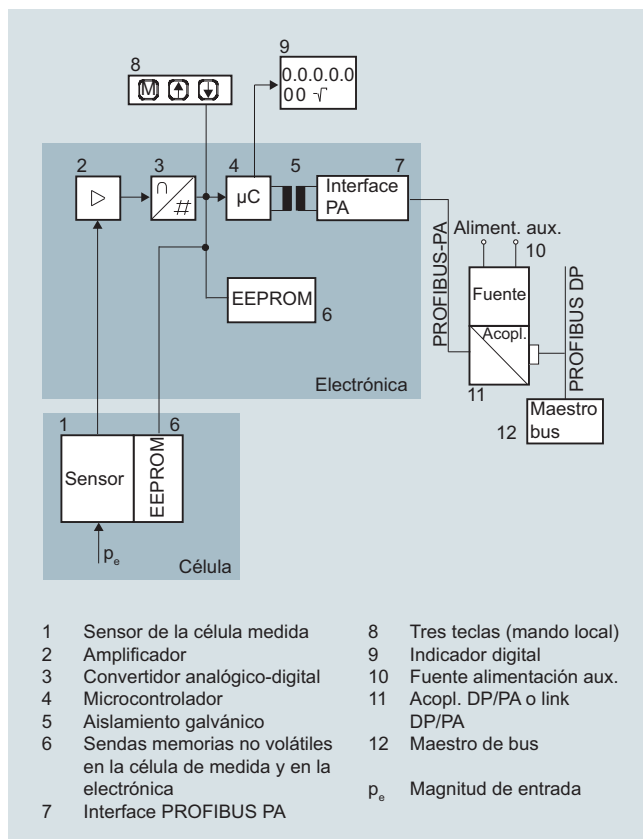 9
8
0.0.0.0.0
00 √
M
2
3
4
5
7
∩
#
µC
Interface
PA
Aliment. aux.
10
PROFIBUS-PA
PROFIBUS DP
Fuente
EEPROM
6
Acopl.
Electrónica
11
12
Maestro
bus
1
6
Sensor
EEPROM
pe
Célula
1 Sensor de la célula medida
2 Amplificador
3 Convertidor analógico-digital
4 Microcontrolador
5 Aislamiento galvánico
6 Sendas memorias no volátiles
en la célula de medida y en la
electrónica
7 Interface PROFIBUS PA
8 Tres teclas (mando local)
9 Indicador digital
10 Fuente alimentación aux.
11 Acopl. DP/PA o link
DP/PA
12 Maestro de bus
pe Magnitud de entrada